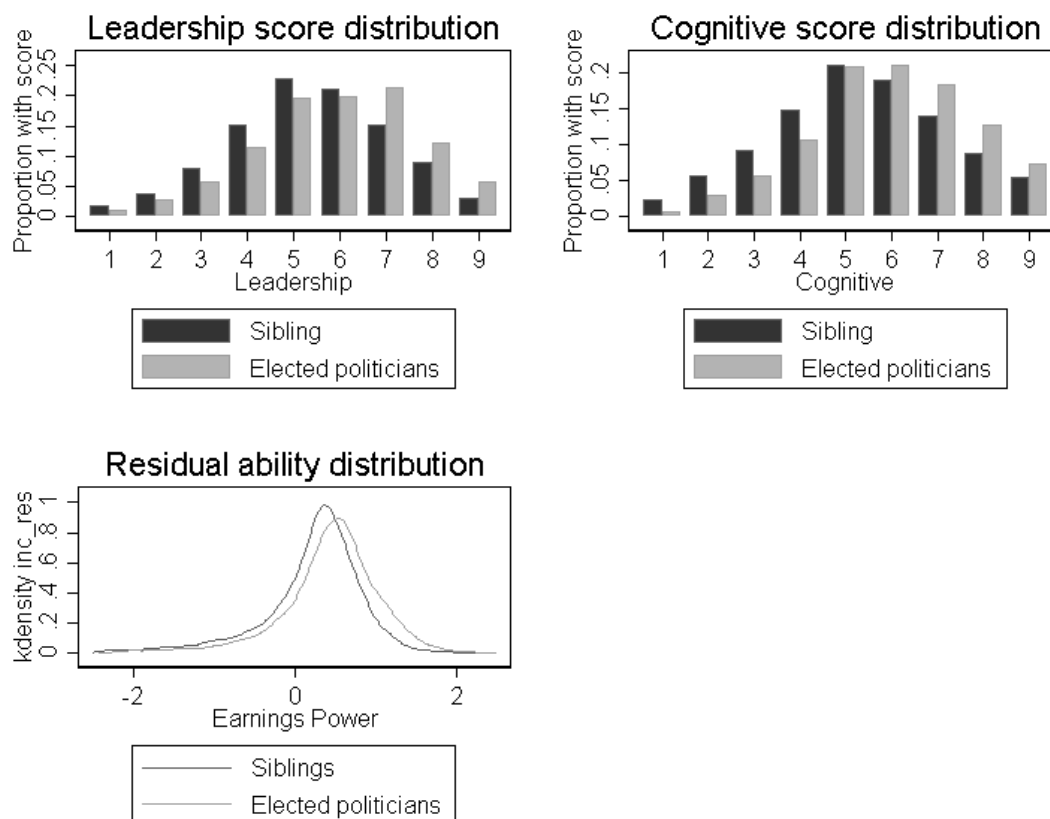 Leadership score distribution
Proportion with score
0 .05 .1 .15 .2 .25
1 2 3 4 5 6 7 8 9
Leadership
Sibling
Elected politicians
Cognitive score distribution
Proportion with score
0 .05 .1 .15 .2
1 2 3 4 5 6 7 8 9
Cognitive
Sibling
Elected politicians
Residual ability distribution
kdensity inc_res
0 .2 .4 .6 .8 1
-2 0 2
Earnings Power
Siblings
Elected politicians